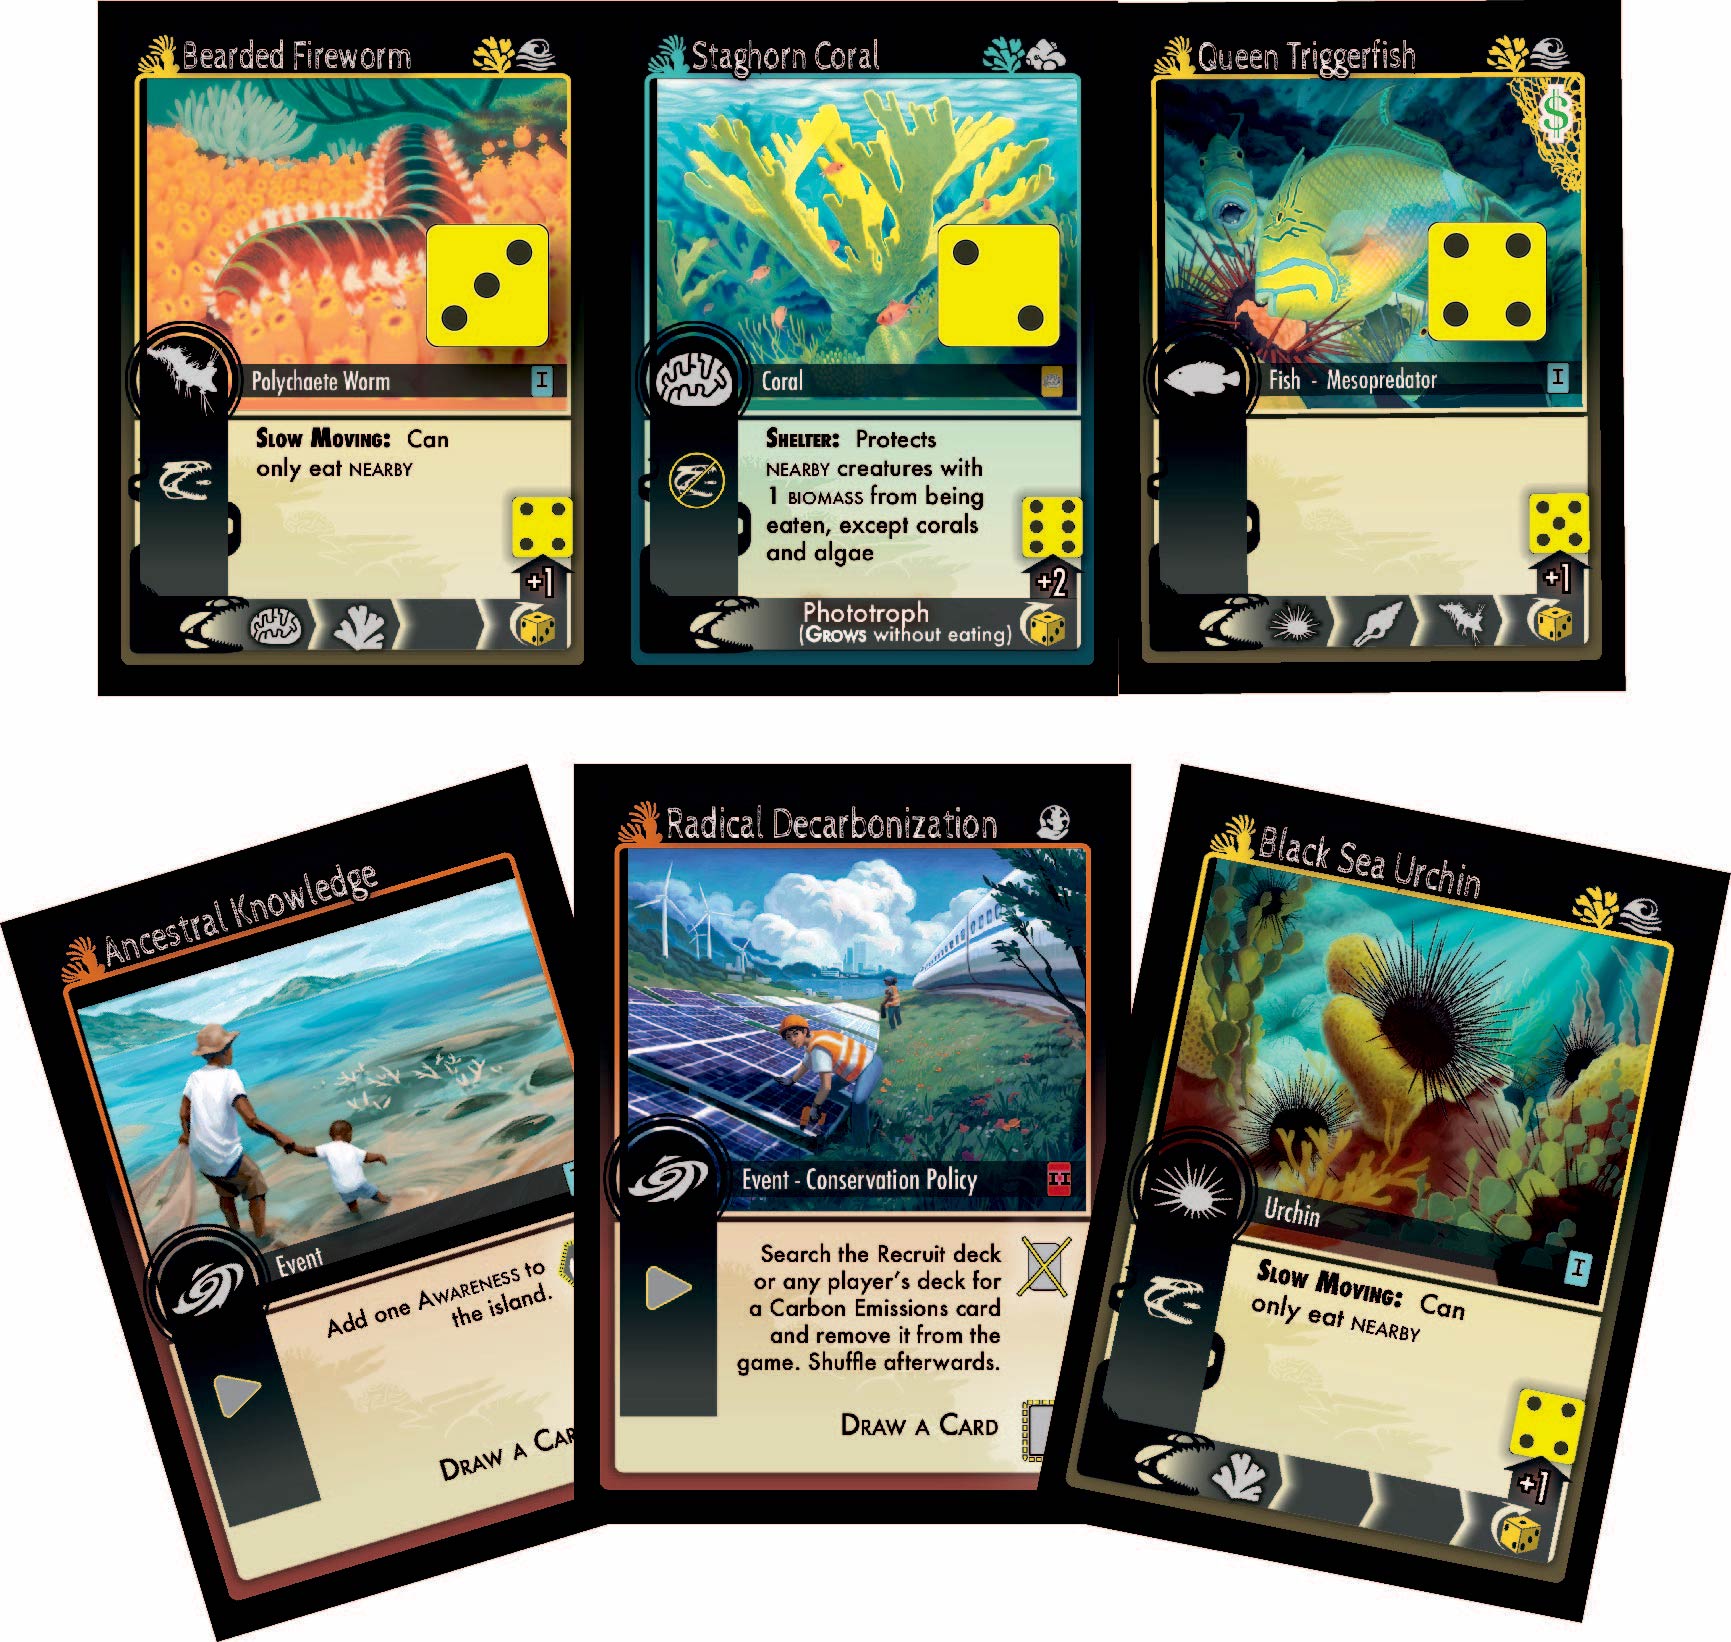 Bearded Fireworm
Polychaete Worm
I
SLOW MOVING: Can
only eat NEARBY
+1
Staghorn Coral
Coral
SHELTER: Protects
NEARBY creatures with
1 BIOMASS from being
eaten, except corals
and algae
+2
Phototroph
(GROWS without eating)
Queen Triggerfish
$
Fish - Mesopredator
I
+1
Ancestral Knowledge
Event
Add one AWARENESS to
the island.
DRAW A CAR
Radical Decarbonization
Event - Conservation Policy
II
Search the Recruit deck
or any player's deck for
a Carbon Emissions card
and remove it from the
game. Shuffle afterwards.
DRAW A CARD
Black Sea Urchin
Urchin
I
SLOW MOVING: Can
only eat NEARBY
+1